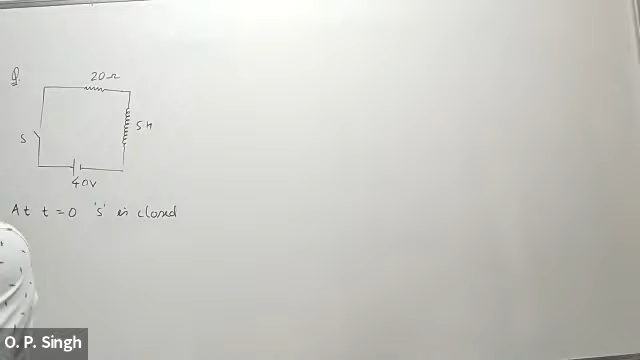 Q.
20Ω
S
5H
40V
At t=0 'S' is closed
O. P. Singh